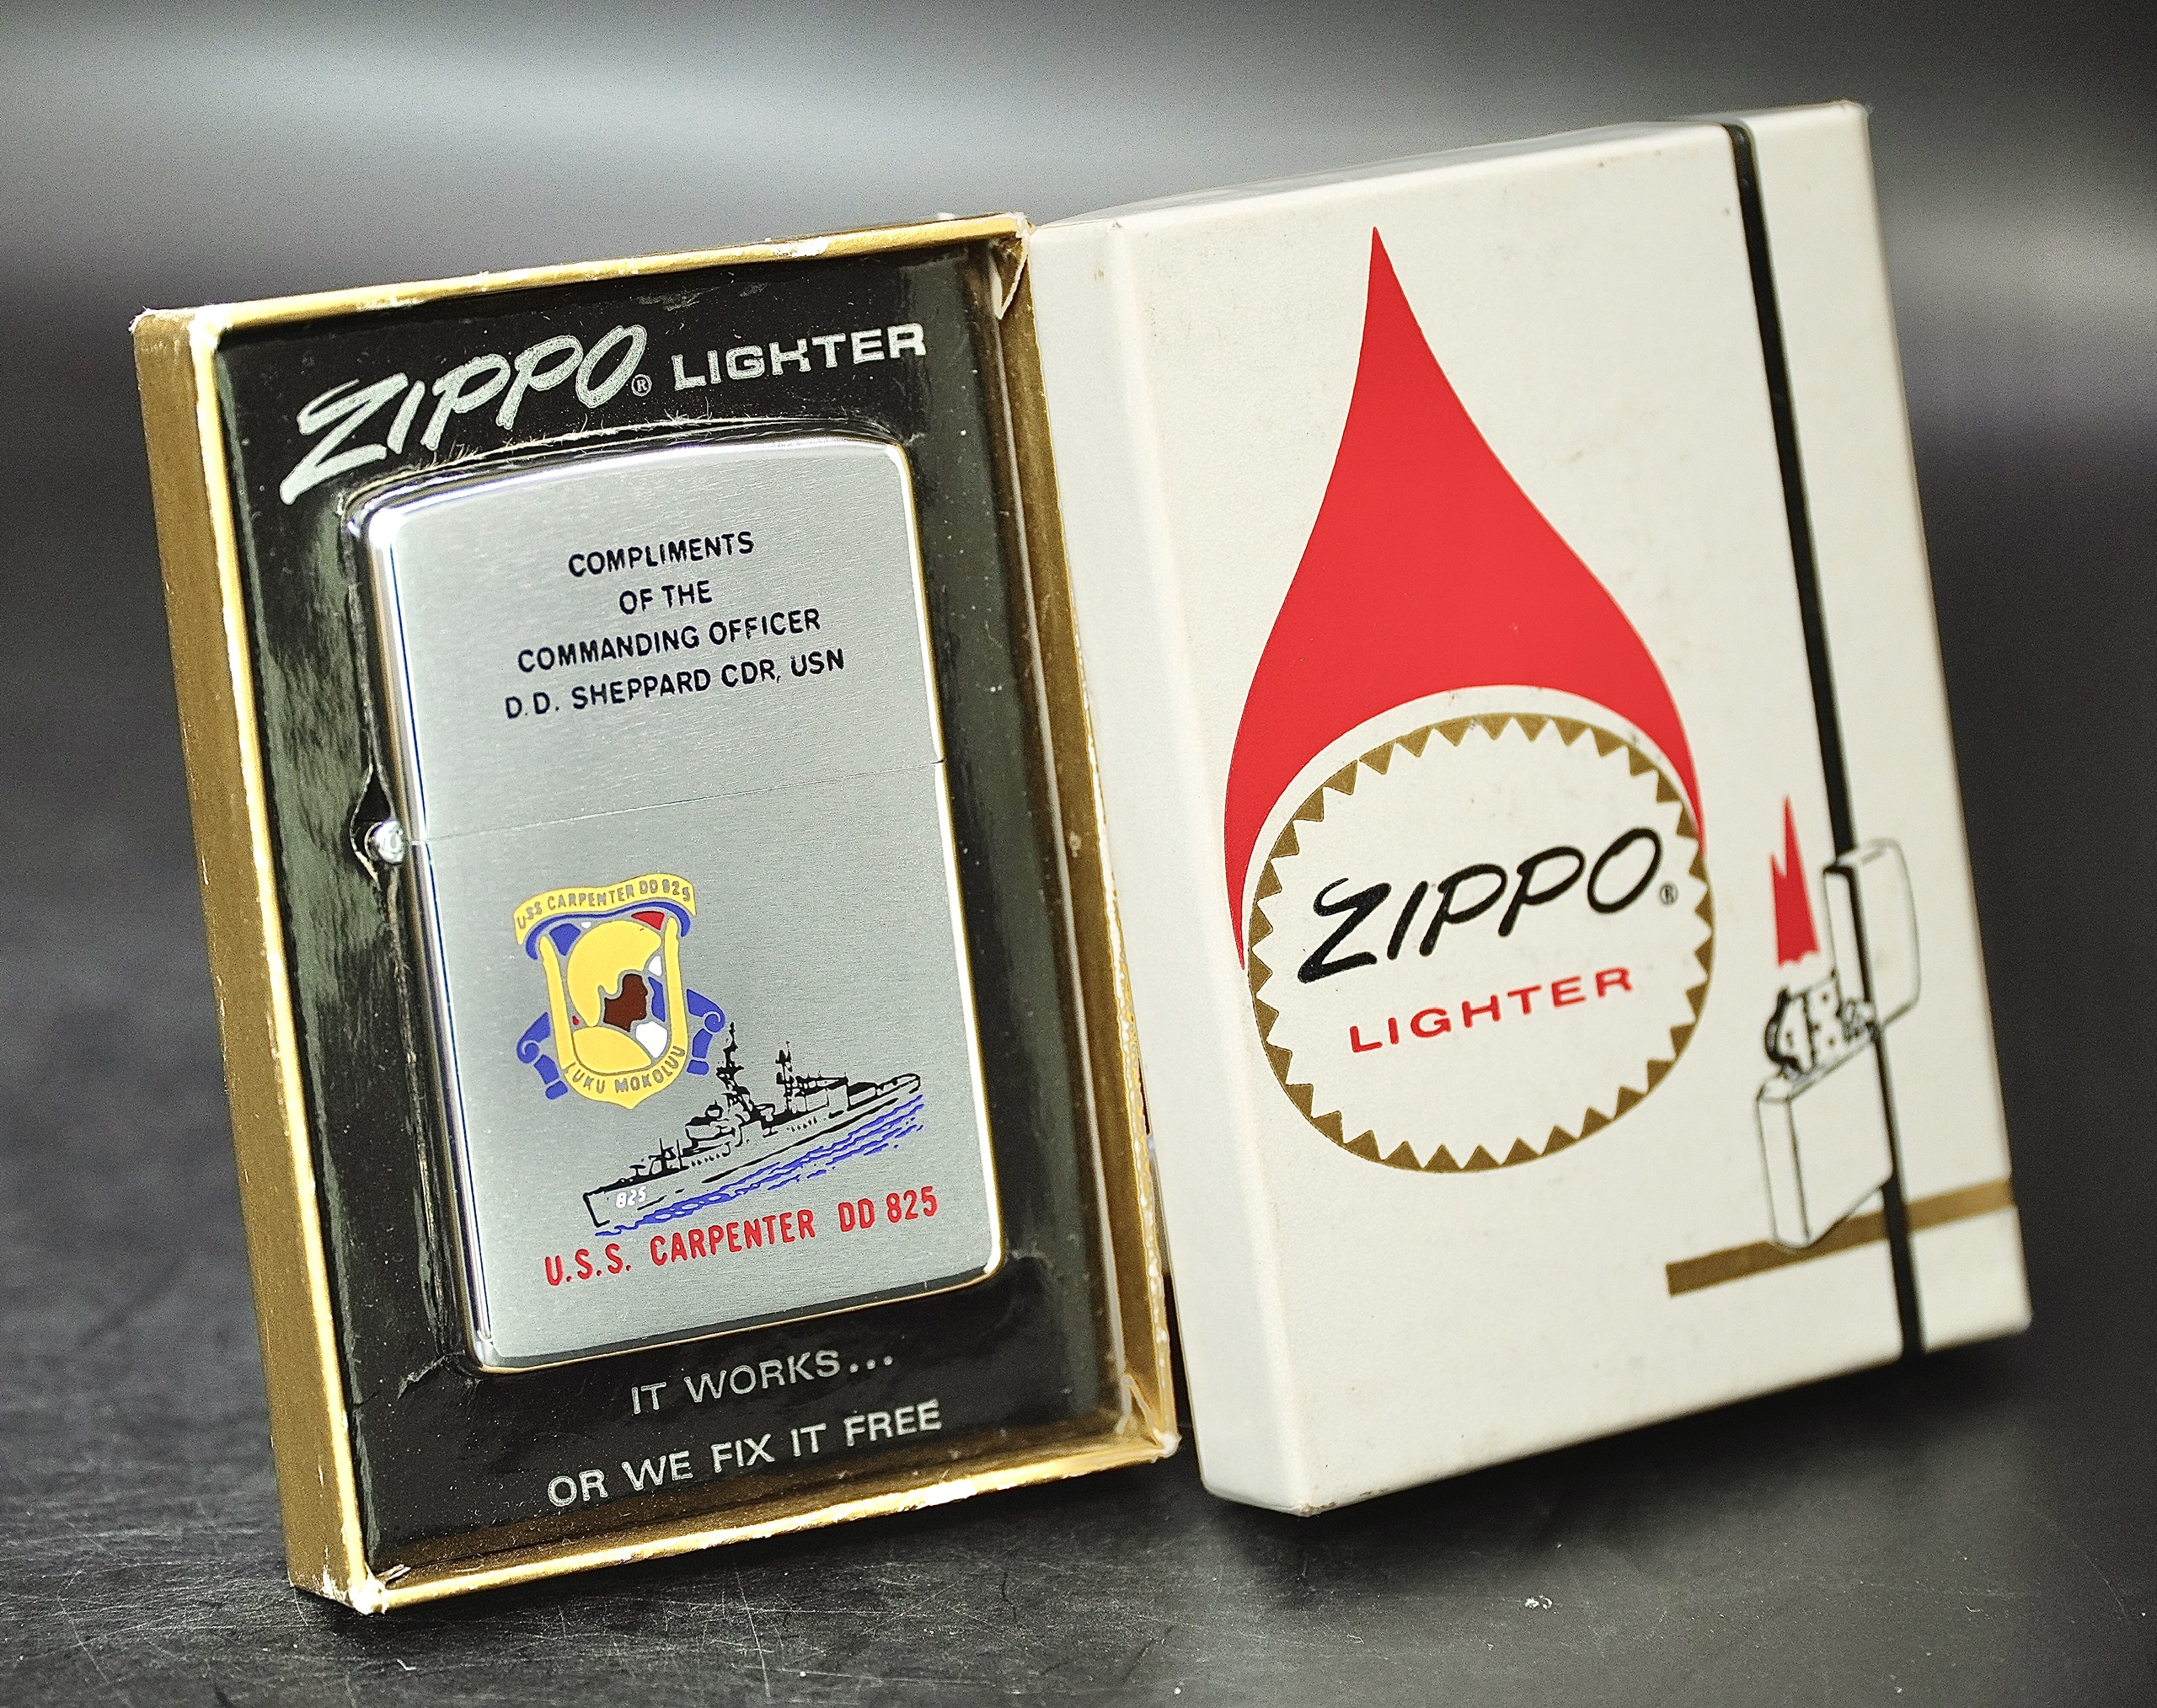 ZIPPO® LIGHTER
COMPLIMENTS
OF THE
COMMANDING OFFICER
D.D. SHEPPARD CDR, USN
USS CARPENTER DD 825
LUKU MOKOLUU
825
U.S.S. CARPENTER DD 825
IT WORKS...
OR WE FIX IT FREE
ZIPPO®
LIGHTER